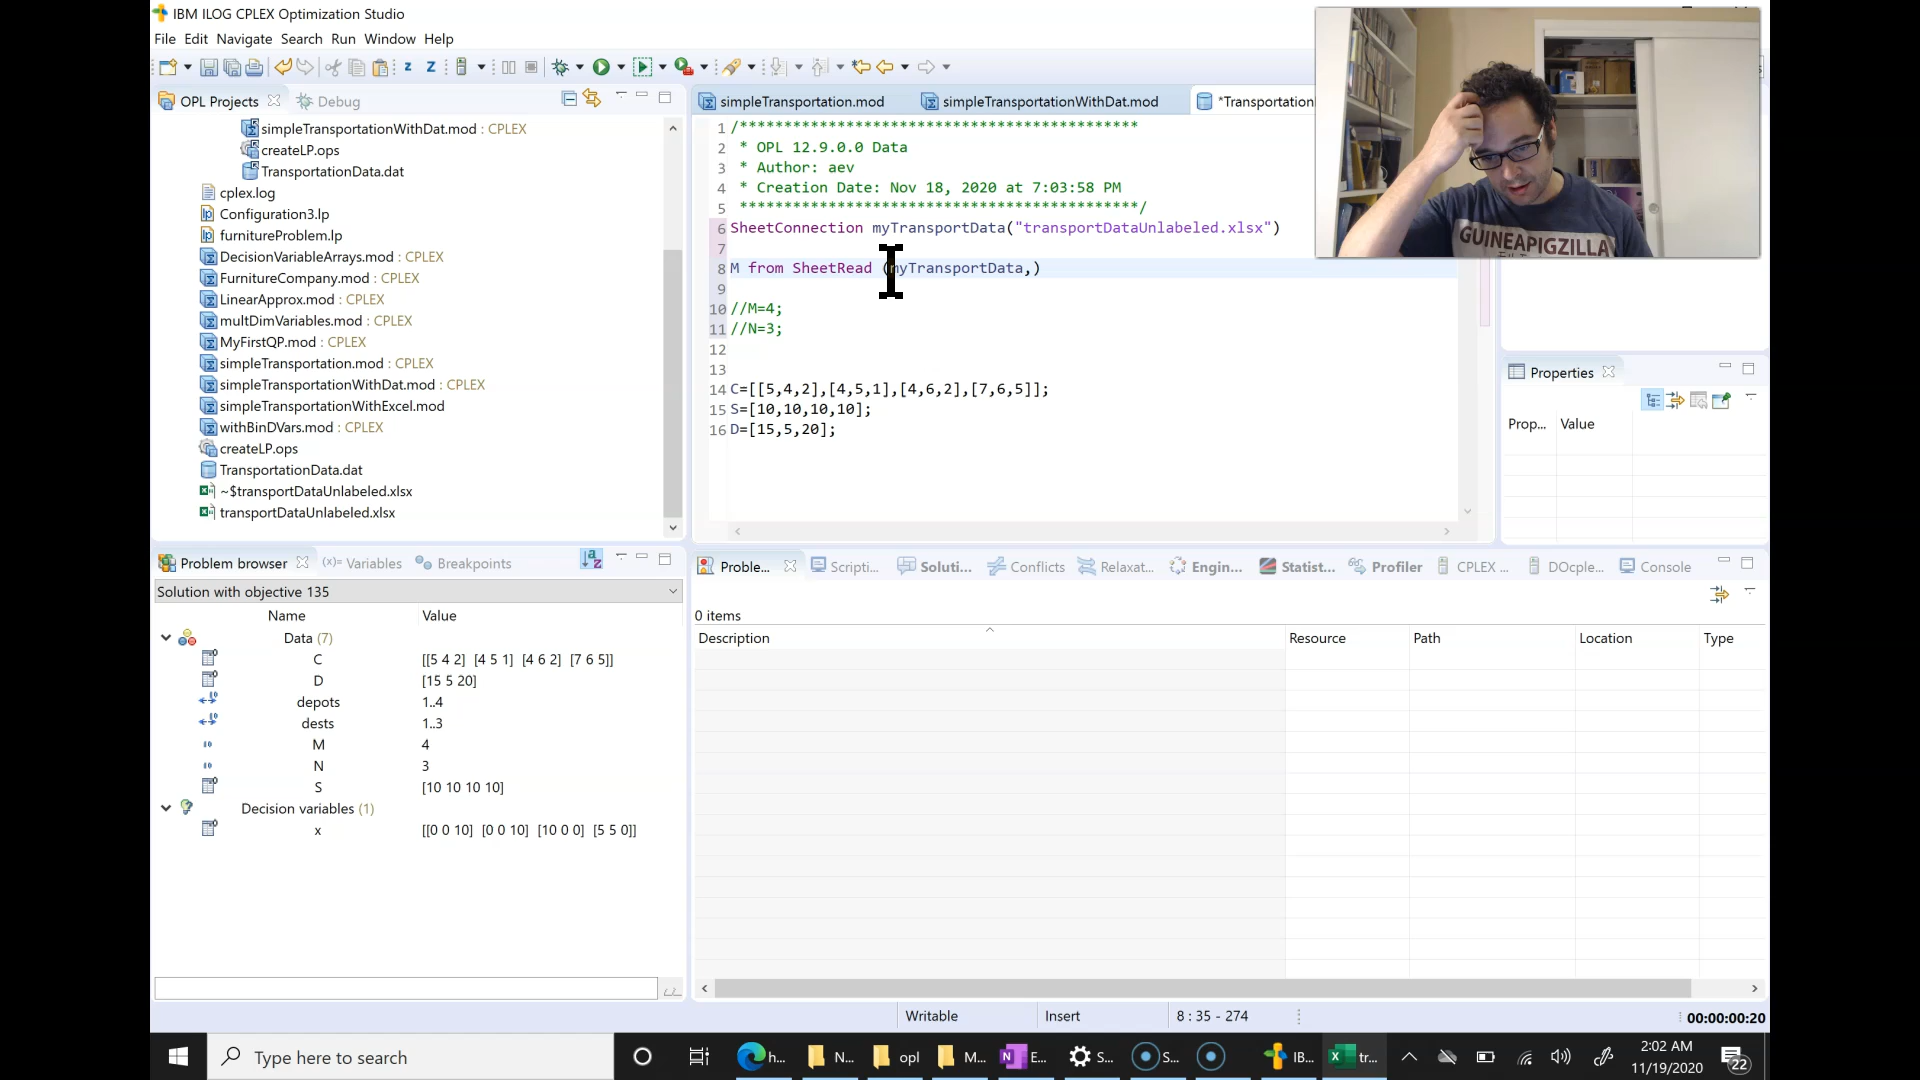 IBM ILOG CPLEX Optimization Studio
File Edit Navigate Search Run Window Help
OPL Projects
Debug
simpleTransportationWithDat.mod : CPLEX
createLP.ops
TransportationData.dat
cplex.log
Configuration3.lp
furnitureProblem.lp
DecisionVariableArrays.mod : CPLEX
FurnitureCompany.mod : CPLEX
LinearApprox.mod : CPLEX
multDimVariables.mod : CPLEX
MyFirstQP.mod : CPLEX
simpleTransportation.mod : CPLEX
simpleTransportationWithDat.mod : CPLEX
simpleTransportationWithExcel.mod
withBinDVars.mod : CPLEX
createLP.ops
TransportationData.dat
~$transportDataUnlabeled.xlsx
transportDataUnlabeled.xlsx
simpleTransportation.mod
simpleTransportationWithDat.mod
*Transportation
1 /*********************************************
2 * OPL 12.9.0.0 Data
3 * Author: aev
4 * Creation Date: Nov 18, 2020 at 7:03:58 PM
5 *********************************************/
6 SheetConnection myTransportData("transportDataUnlabeled.xlsx")
7
8 M from SheetRead (myTransportData,)
9
10 //M=4;
11 //N=3;
12
13
14 C=[[5,4,2],[4,5,1],[4,6,2],[7,6,5]];
15 S=[10,10,10,10];
16 D=[15,5,20];
GUINEAPIGZILLA
Properties
Prop... Value
Problem browser
(x)= Variables
Breakpoints
Solution with objective 135
Name Value
Data (7)
C [[5 4 2] [4 5 1] [4 6 2] [7 6 5]]
D [15 5 20]
depots 1..4
dests 1..3
M 4
N 3
S [10 10 10 10]
Decision variables (1)
x [[0 0 10] [0 0 10] [10 0 0] [5 5 0]]
Proble... Scripti... Soluti... Conflicts Relaxat... Engin... Statist... Profiler CPLEX ... DOcple... Console
0 items
Description Resource Path Location Type
Writable Insert 8 : 35 - 274 00:00:00:20
Type here to search
h... N... opl M... E... S... S... IB... tr...
2:02 AM
11/19/2020
22